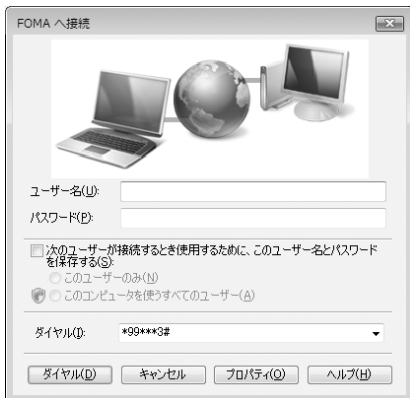 FOMA へ接続
ユーザー名(U):
パスワード(P):
次のユーザーが接続するとき使用するために、このユーザー名とパスワード
を保存する(S):
このユーザーのみ(N)
このコンピュータを使うすべてのユーザー(A)
ダイヤル(I):
*99***3#
ダイヤル(D) キャンセル プロパティ(O) ヘルプ(H)